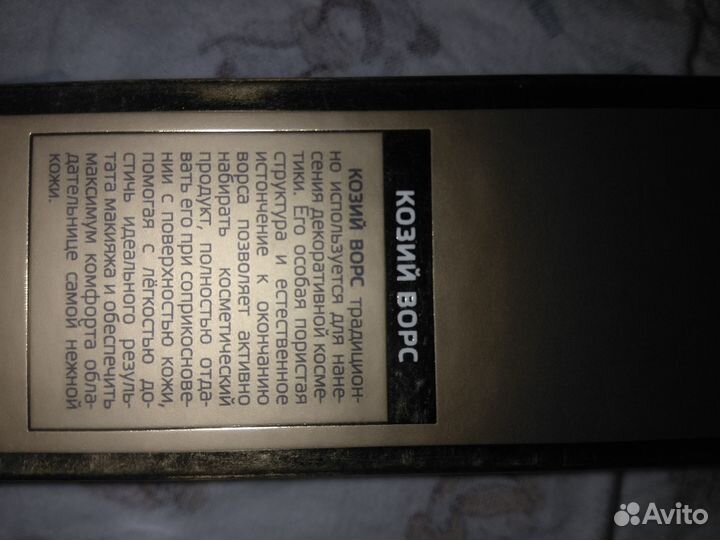 КОЗИЙ ВОРС
КОЗИЙ ВОРС традицион-
но используется для нане-
сения декоративной косме-
тики. Его особая пористая
структура и естественное
истончение к окончанию
ворса позволяет активно
набирать косметический
продукт, полностью отда-
вать его при соприкоснове-
нии с поверхностью кожи,
помогая с лёгкостью до-
стичь идеального резуль-
тата макияжа и обеспечить
максимум комфорта обла-
дательнице самой нежной
кожи.
Avito